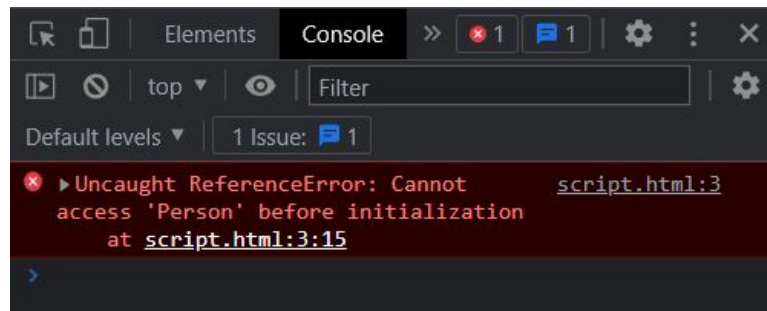 Elements Console » 1 1
top ▼ Filter
Default levels ▼ 1 Issue: 1
▶Uncaught ReferenceError: Cannot script.html:3
access 'Person' before initialization
at script.html:3:15
>